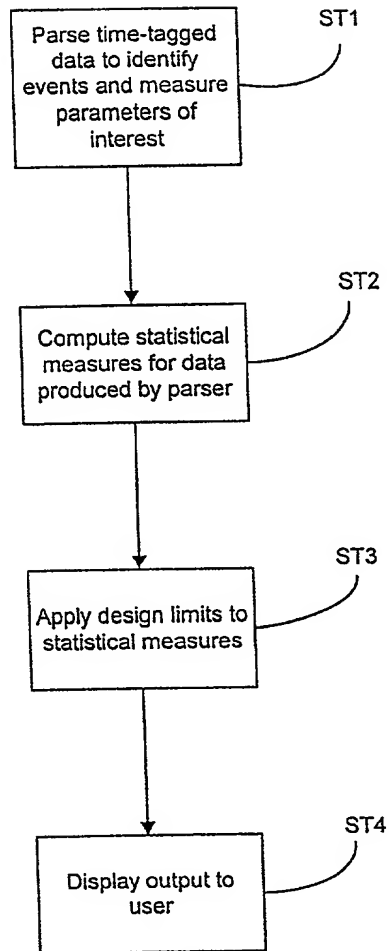 Parse time-tagged
data to identify
events and measure
parameters of
interest
ST1
Compute statistical
measures for data
produced by parser
ST2
Apply design limits to
statistical measures
ST3
Display output to
user
ST4